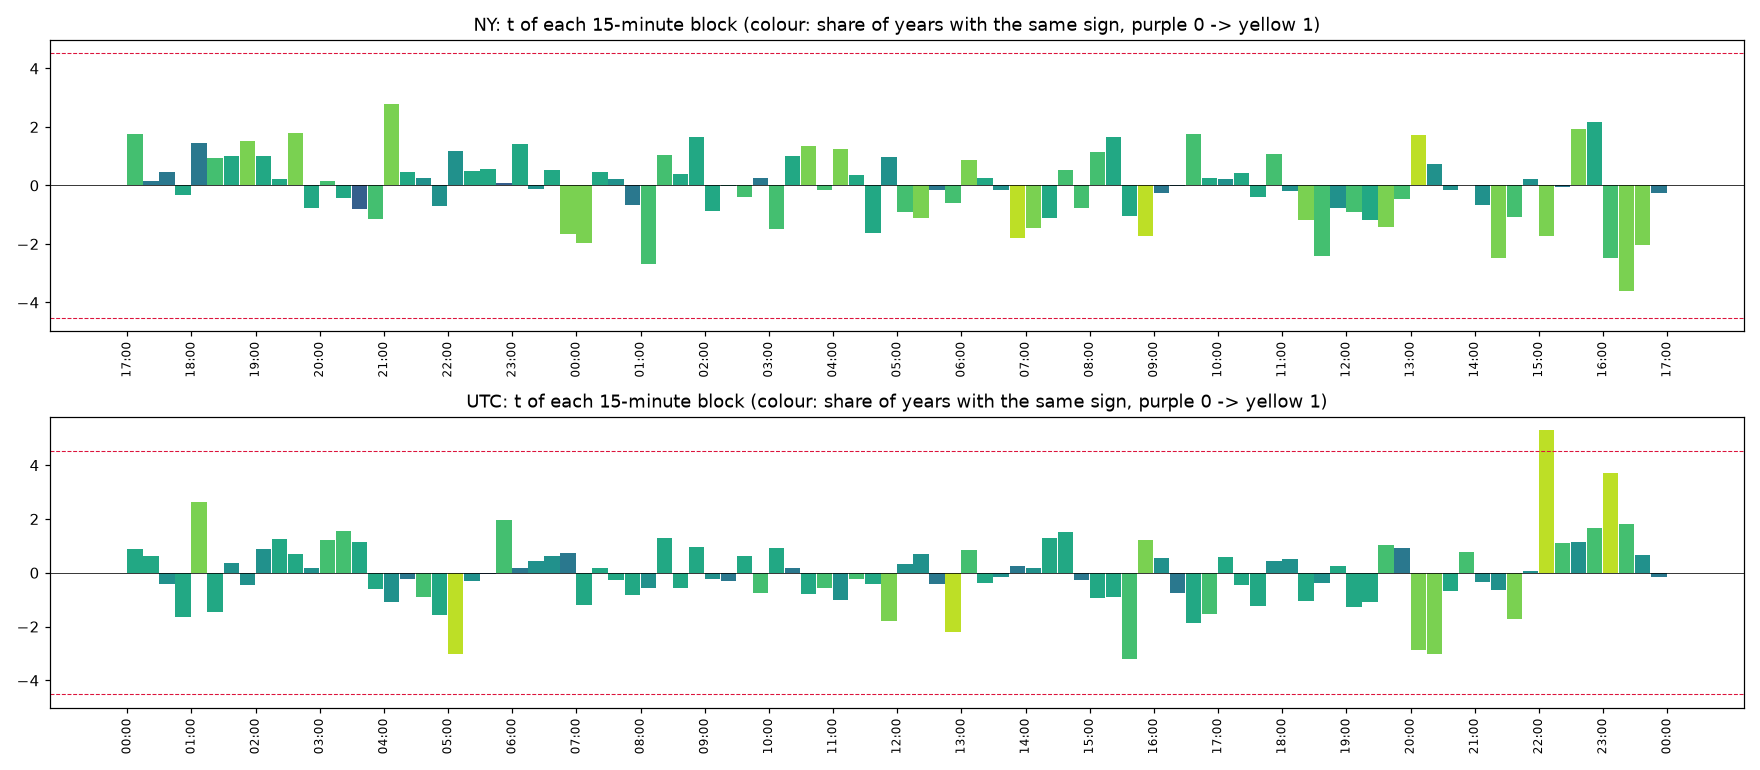 NY: t of each 15-minute block (colour: share of years with the same sign, purple 0 -> yellow 1)
4
2
0
−2
−4
17:00 18:00 19:00 20:00 21:00 22:00 23:00 00:00 01:00 02:00 03:00 04:00 05:00 06:00 07:00 08:00 09:00 10:00 11:00 12:00 13:00 14:00 15:00 16:00 17:00
UTC: t of each 15-minute block (colour: share of years with the same sign, purple 0 -> yellow 1)
4
2
0
−2
−4
00:00 01:00 02:00 03:00 04:00 05:00 06:00 07:00 08:00 09:00 10:00 11:00 12:00 13:00 14:00 15:00 16:00 17:00 18:00 19:00 20:00 21:00 22:00 23:00 00:00